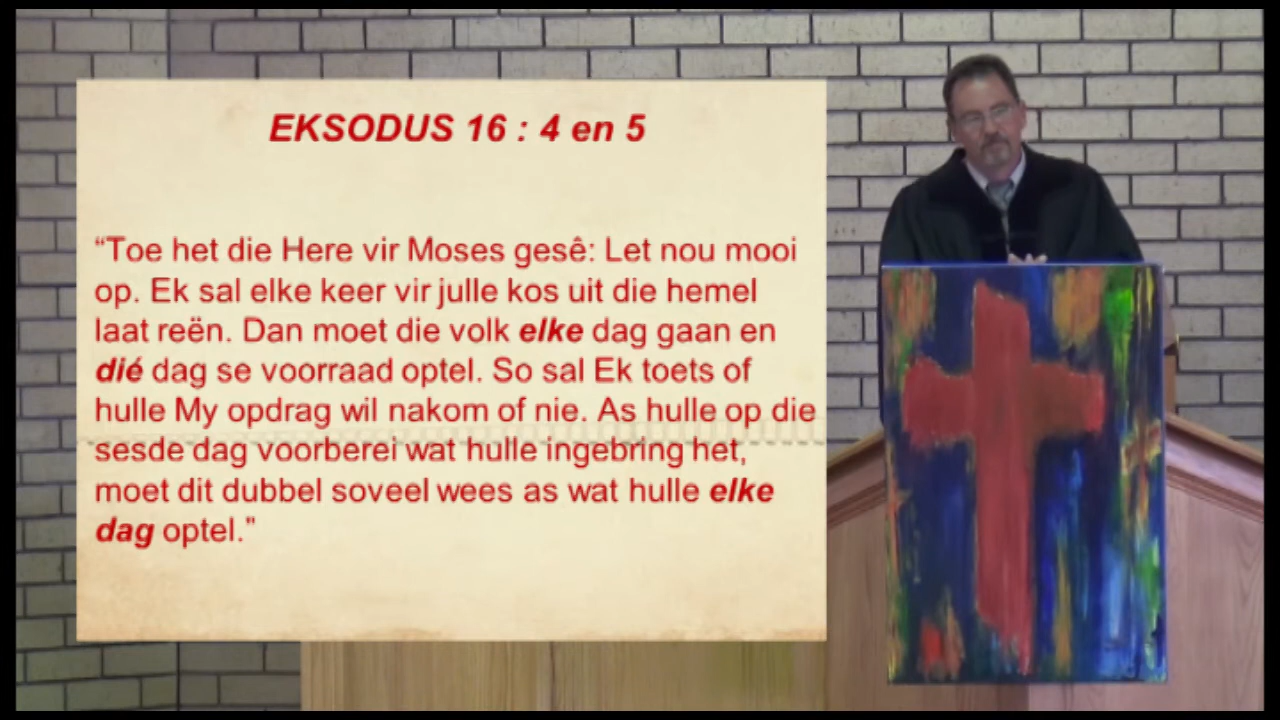 EKSODUS 16 : 4 en 5
“Toe het die Here vir Moses gesê: Let nou mooi
op. Ek sal elke keer vir julle kos uit die hemel
laat reën. Dan moet die volk elke dag gaan en
dié dag se voorraad optel. So sal Ek toets of
hulle My opdrag wil nakom of nie. As hulle op die
sesde dag voorberei wat hulle ingebring het,
moet dit dubbel soveel wees as wat hulle elke
dag optel.”